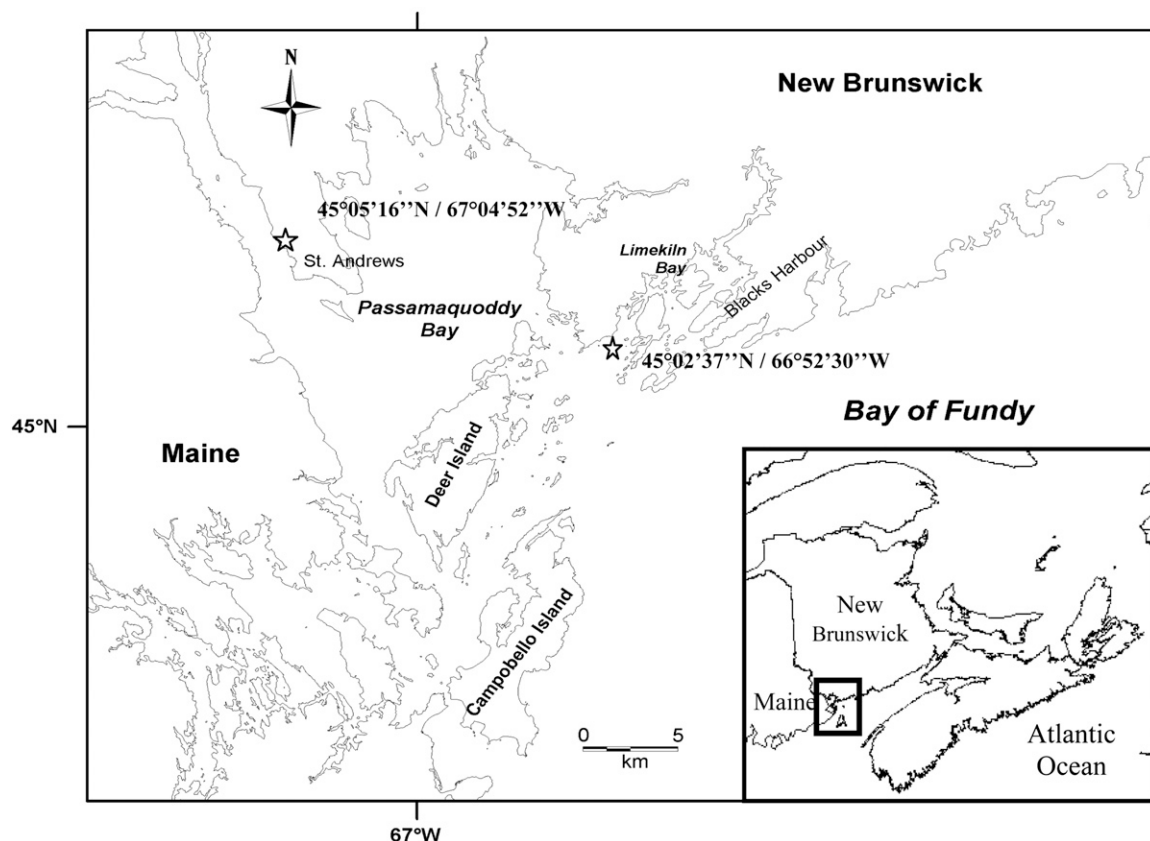 N
New Brunswick
45°05’16’’N / 67°04’52’’W
St. Andrews
Limekiln
Bay
Blacks Harbour
Passamaquoddy
Bay
45°02’37’’N / 66°52’30’’W
45°N
Bay of Fundy
Maine
Deer Island
Campobello Island
0 5
km
New
Brunswick
Maine
Atlantic
Ocean
67°W